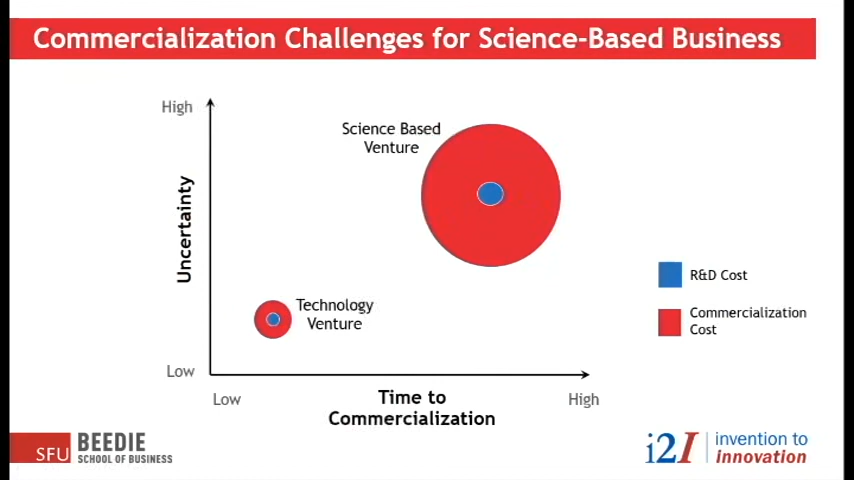 Commercialization Challenges for Science-Based Business
High
Science Based
Venture
Uncertainty
R&D Cost
Technology
Venture
Commercialization
Cost
Low
Low
Time to
Commercialization
High
SFU
BEEDIE
SCHOOL OF BUSINESS
i2I
invention to
innovation